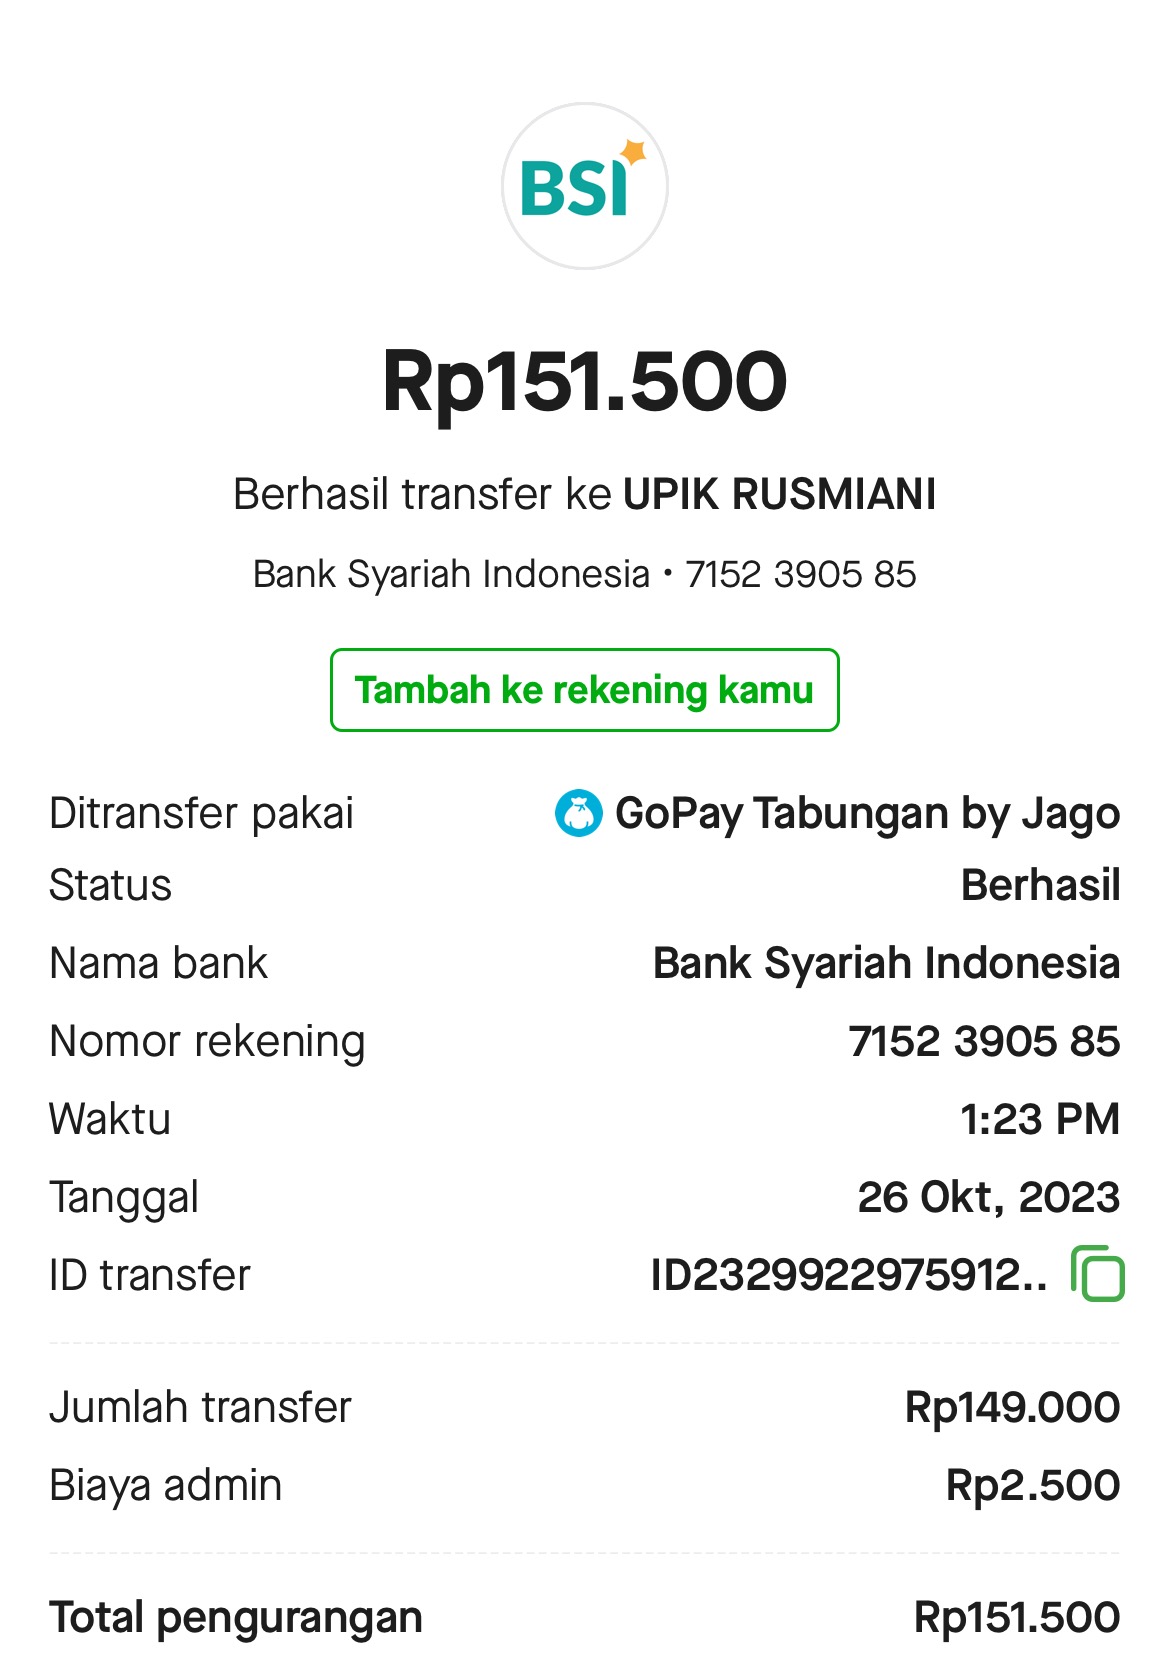 BSI
Rp151.500
Berhasil transfer ke UPIK RUSMIANI
Bank Syariah Indonesia • 7152 3905 85
Tambah ke rekening kamu
Ditransfer pakai GoPay Tabungan by Jago
Status Berhasil
Nama bank Bank Syariah Indonesia
Nomor rekening 7152 3905 85
Waktu 1:23 PM
Tanggal 26 Okt, 2023
ID transfer ID2329922975912..
Jumlah transfer Rp149.000
Biaya admin Rp2.500
Total pengurangan Rp151.500